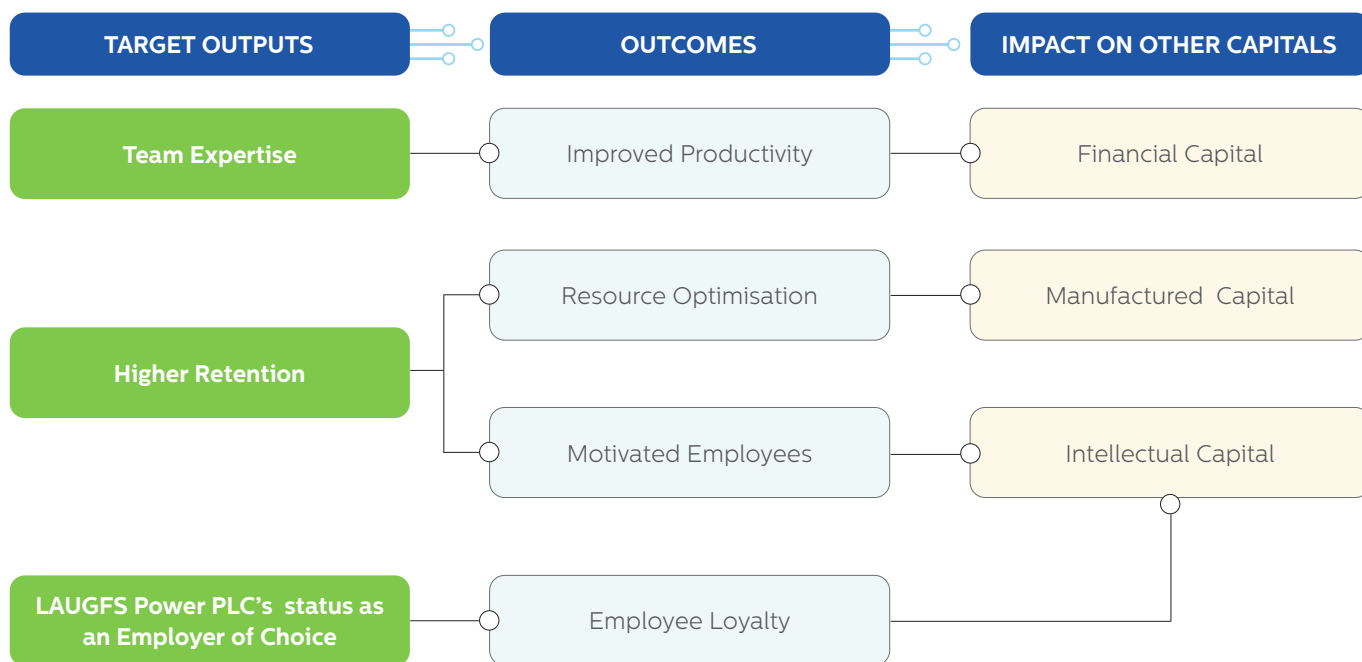 TARGET OUTPUTS
OUTCOMES
IMPACT ON OTHER CAPITALS
Team Expertise
Improved Productivity
Financial Capital
Higher Retention
Resource Optimisation
Manufactured Capital
Motivated Employees
Intellectual Capital
LAUGFS Power PLC’s status as
an Employer of Choice
Employee Loyalty